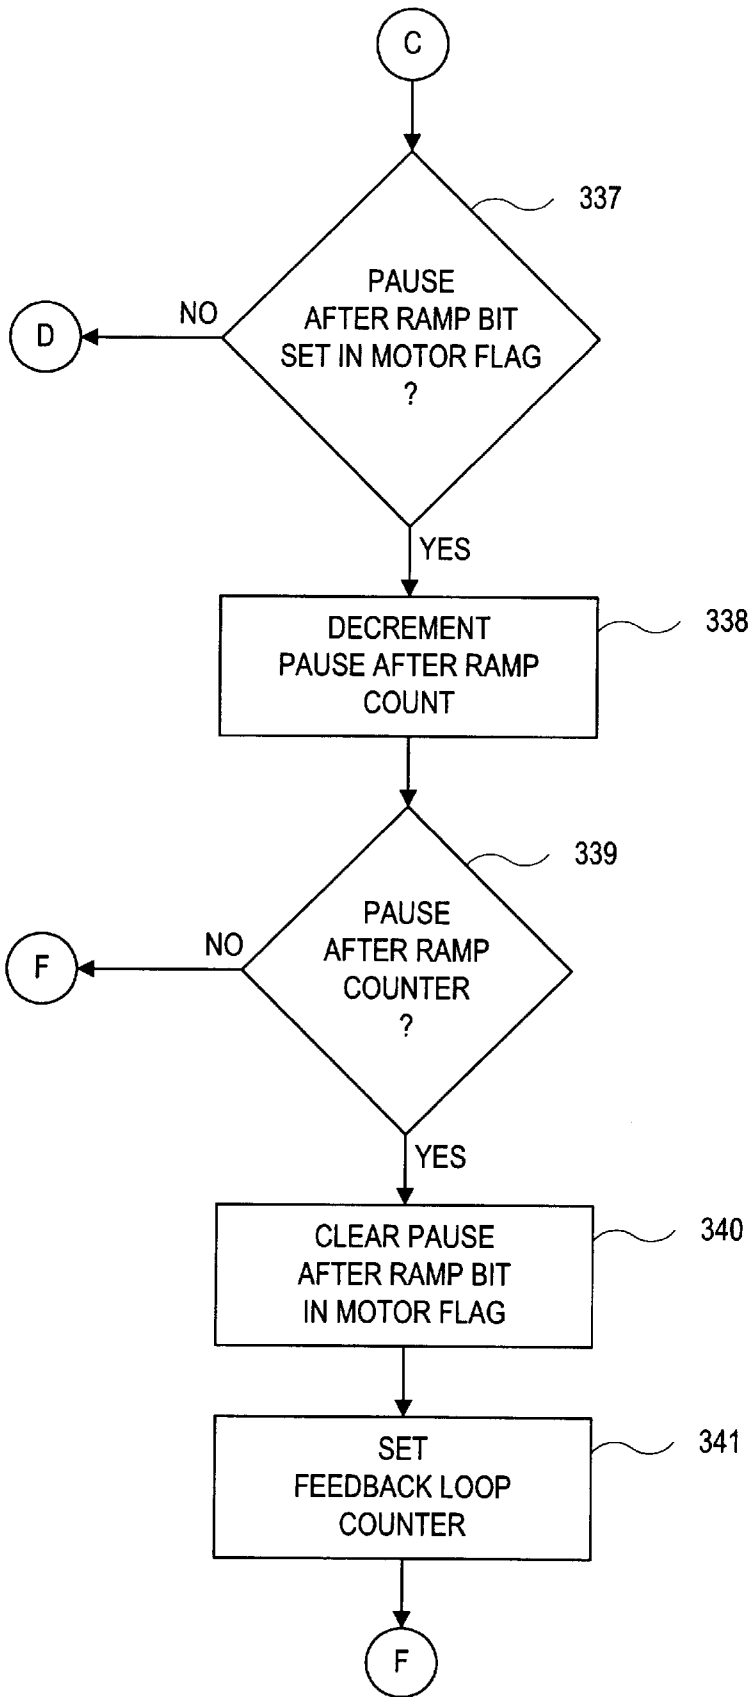 C
337
PAUSE
AFTER RAMP BIT
SET IN MOTOR FLAG
?
NO
D
YES
338
DECREMENT
PAUSE AFTER RAMP
COUNT
339
PAUSE
AFTER RAMP
COUNTER
?
NO
F
YES
340
CLEAR PAUSE
AFTER RAMP BIT
IN MOTOR FLAG
341
SET
FEEDBACK LOOP
COUNTER
F